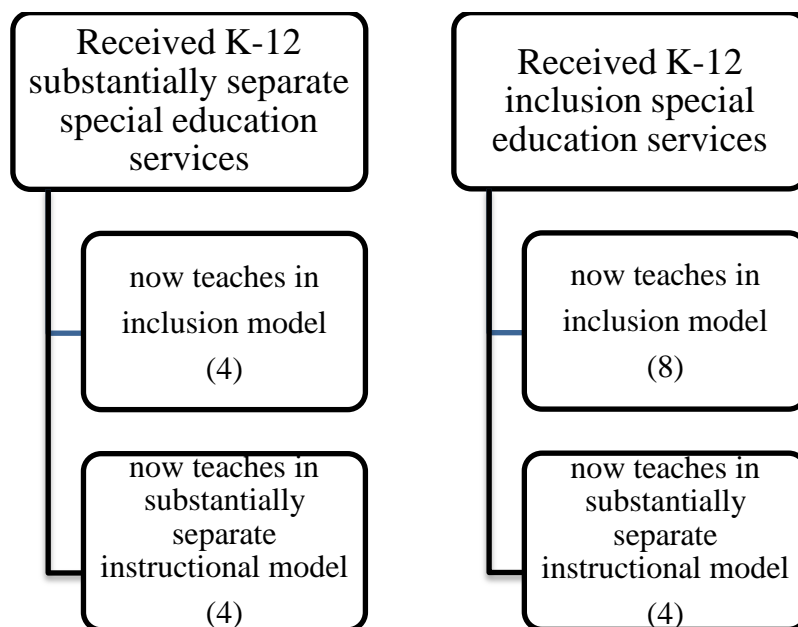 Received K-12
substantially separate
special education
services
now teaches in
inclusion model
(4)
now teaches in
substantially
separate
instructional model
(4)
Received K-12
inclusion special
education services
now teaches in
inclusion model
(8)
now teaches in
substantially
separate
instructional model
(4)